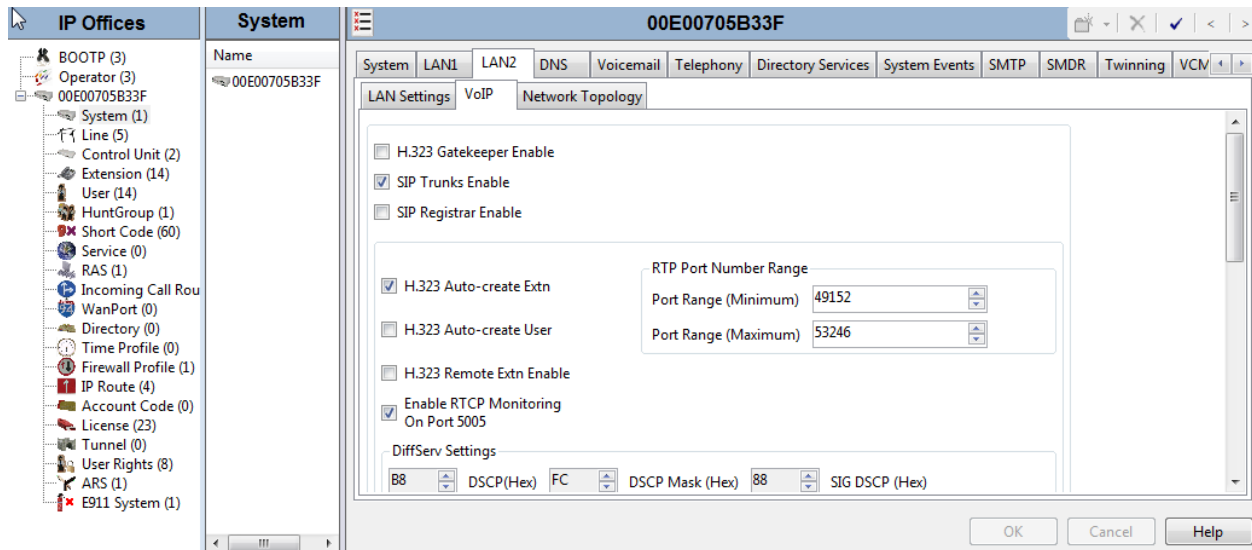 IP Offices
BOOTP (3)
Operator (3)
00E00705B33F
System (1)
Line (5)
Control Unit (2)
Extension (14)
User (14)
HuntGroup (1)
Short Code (60)
Service (0)
RAS (1)
Incoming Call Rou
WanPort (0)
Directory (0)
Time Profile (0)
Firewall Profile (1)
IP Route (4)
Account Code (0)
License (23)
Tunnel (0)
User Rights (8)
ARS (1)
E911 System (1)
System
Name
00E00705B33F
00E00705B33F
System LAN1 LAN2 DNS Voicemail Telephony Directory Services System Events SMTP SMDR Twinning VCM
LAN Settings VoIP Network Topology
H.323 Gatekeeper Enable
SIP Trunks Enable
SIP Registrar Enable
H.323 Auto-create Extn
H.323 Auto-create User
H.323 Remote Extn Enable
Enable RTCP Monitoring
On Port 5005
RTP Port Number Range
Port Range (Minimum) 49152
Port Range (Maximum) 53246
DiffServ Settings
B8 DSCP(Hex) FC DSCP Mask (Hex) 88 SIG DSCP (Hex)
OK Cancel Help